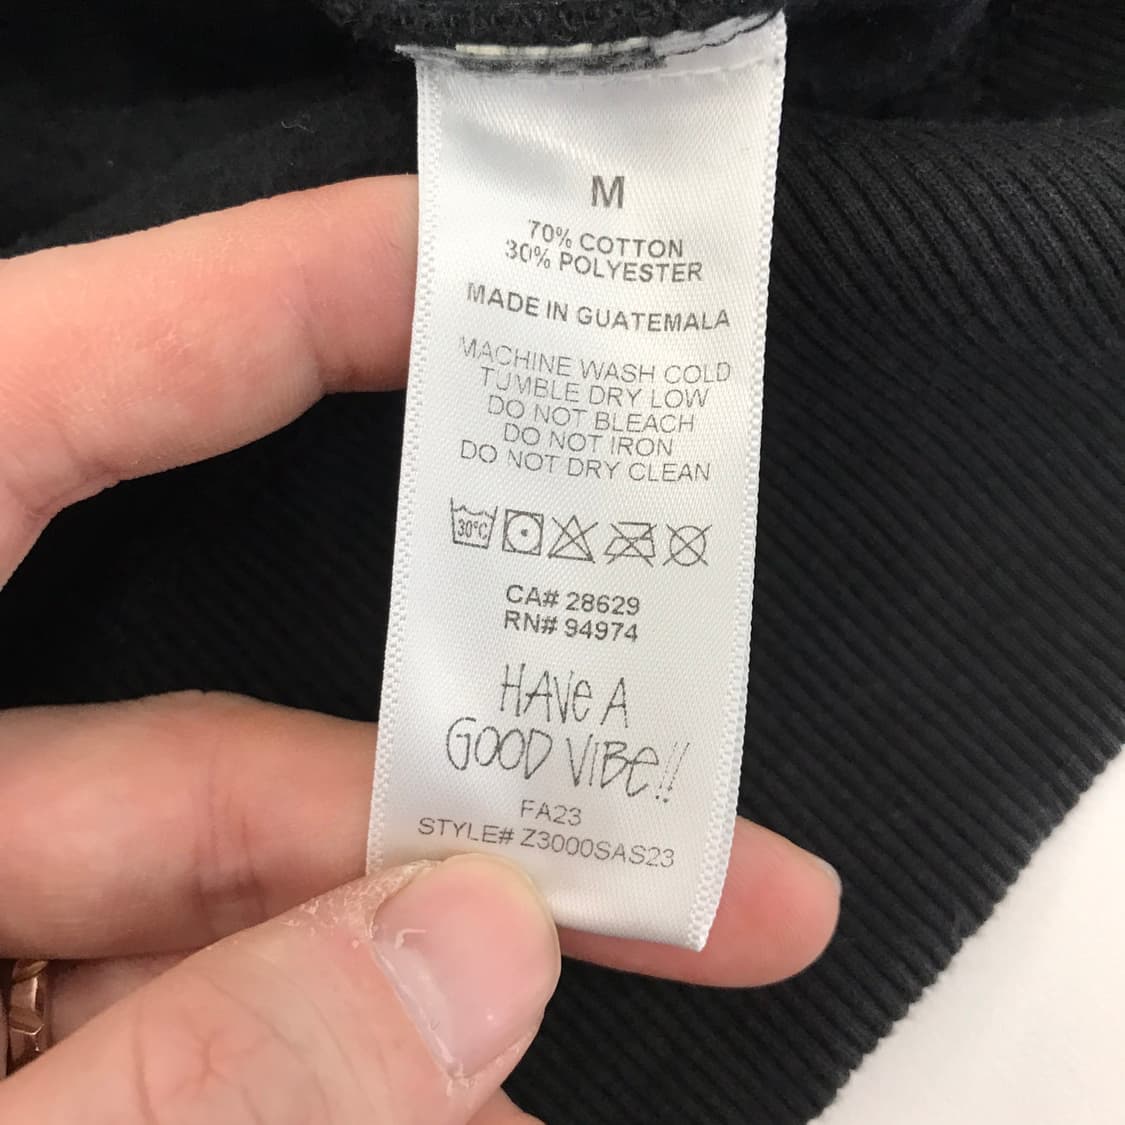 M
70% COTTON
30% POLYESTER
MADE IN GUATEMALA
MACHINE WASH COLD
TUMBLE DRY LOW
DO NOT BLEACH
DO NOT IRON
DO NOT DRY CLEAN
30°C
CA# 28629
RN# 94974
HAVe A
GOOD VIBe!!
FA23
STYLE# Z3000SAS23